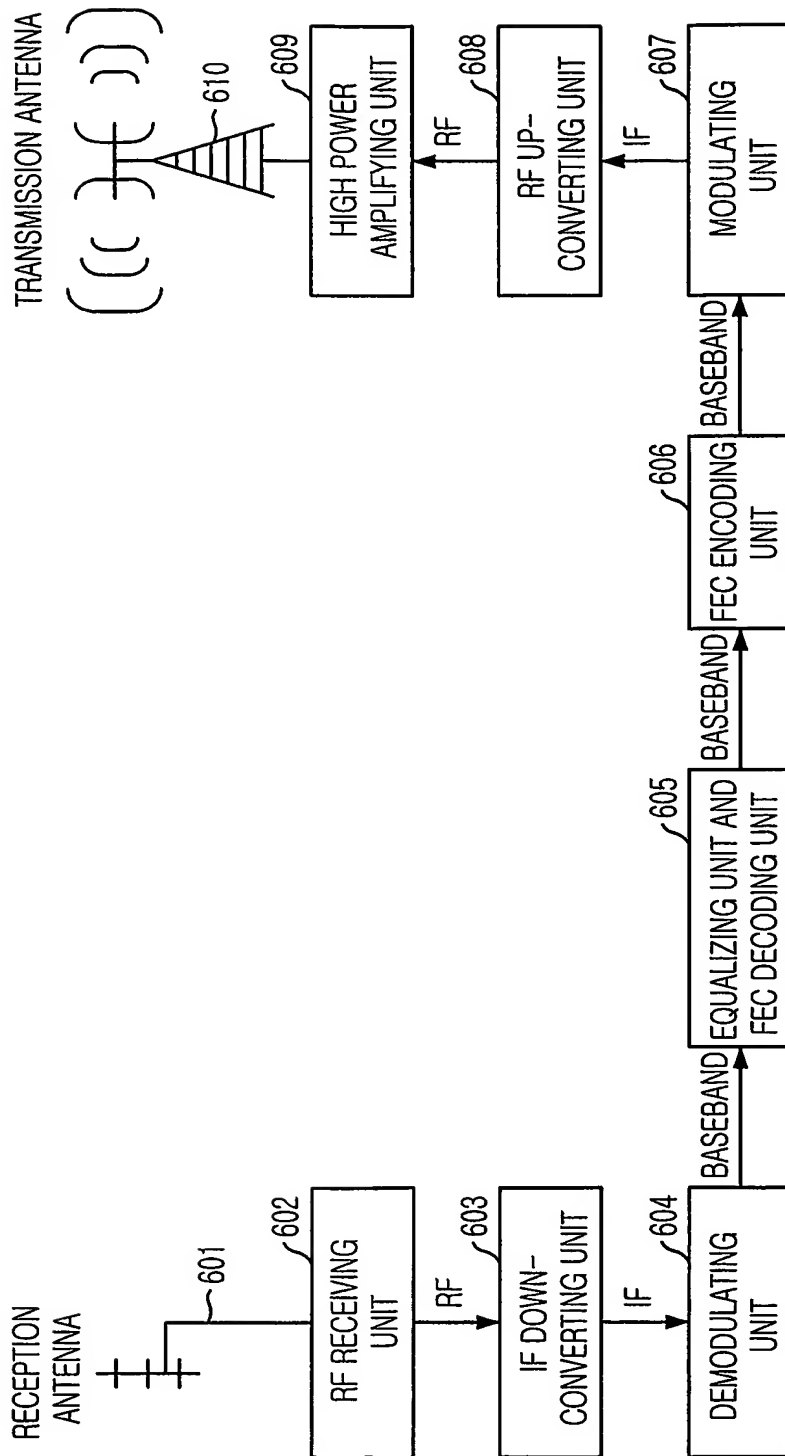 RECEPTION
ANTENNA
601
602
RF RECEIVING
UNIT
RF
603
IF DOWN-
CONVERTING UNIT
IF
604
DEMODULATING
UNIT
BASEBAND
605
EQUALIZING UNIT AND
FEC DECODING UNIT
BASEBAND
606
FEC ENCODING
UNIT
BASEBAND
607
MODULATING
UNIT
IF
608
RF UP-
CONVERTING UNIT
RF
609
HIGH POWER
AMPLIFYING UNIT
610
TRANSMISSION ANTENNA